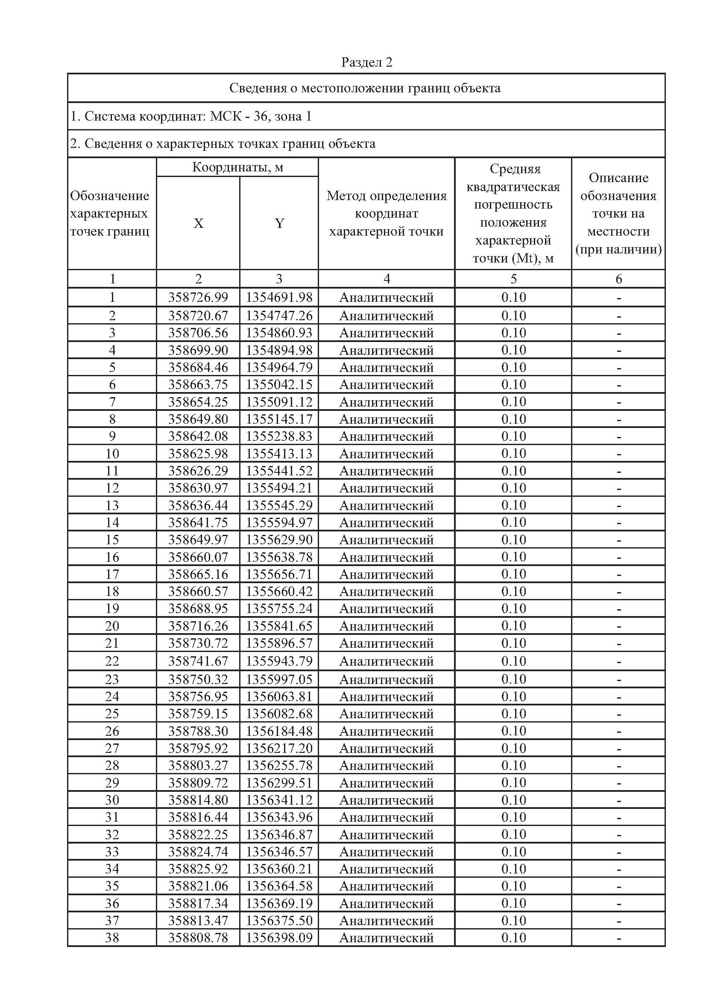 Раздел 2
Сведения о местоположении границ объекта
1. Система координат: МСК - 36, зона 1
2. Сведения о характерных точках границ объекта
Обозначение
характерных
точек границ
Координаты, м
X
Y
Метод определения
координат
характерной точки
Средняя
квадратическая
погрешность
положения
характерной
точки (Mt), м
Описание
обозначения
точки на
местности
(при наличии)
1 2 3 4 5 6
1 358726.99 1354691.98 Аналитический 0.10 -
2 358720.67 1354747.26 Аналитический 0.10 -
3 358706.56 1354860.93 Аналитический 0.10 -
4 358699.90 1354894.98 Аналитический 0.10 -
5 358684.46 1354964.79 Аналитический 0.10 -
6 358663.75 1355042.15 Аналитический 0.10 -
7 358654.25 1355091.12 Аналитический 0.10 -
8 358649.80 1355145.17 Аналитический 0.10 -
9 358642.08 1355238.83 Аналитический 0.10 -
10 358625.98 1355413.13 Аналитический 0.10 -
11 358626.29 1355441.52 Аналитический 0.10 -
12 358630.97 1355494.21 Аналитический 0.10 -
13 358636.44 1355545.29 Аналитический 0.10 -
14 358641.75 1355594.97 Аналитический 0.10 -
15 358649.97 1355629.90 Аналитический 0.10 -
16 358660.07 1355638.78 Аналитический 0.10 -
17 358665.16 1355656.71 Аналитический 0.10 -
18 358660.57 1355660.42 Аналитический 0.10 -
19 358688.95 1355755.24 Аналитический 0.10 -
20 358716.26 1355841.65 Аналитический 0.10 -
21 358730.72 1355896.57 Аналитический 0.10 -
22 358741.67 1355943.79 Аналитический 0.10 -
23 358750.32 1355997.05 Аналитический 0.10 -
24 358756.95 1356063.81 Аналитический 0.10 -
25 358759.15 1356082.68 Аналитический 0.10 -
26 358788.30 1356184.48 Аналитический 0.10 -
27 358795.92 1356217.20 Аналитический 0.10 -
28 358803.27 1356255.78 Аналитический 0.10 -
29 358809.72 1356299.51 Аналитический 0.10 -
30 358814.80 1356341.12 Аналитический 0.10 -
31 358816.44 1356343.96 Аналитический 0.10 -
32 358822.25 1356346.87 Аналитический 0.10 -
33 358824.74 1356346.57 Аналитический 0.10 -
34 358825.92 1356360.21 Аналитический 0.10 -
35 358821.06 1356364.58 Аналитический 0.10 -
36 358817.34 1356369.19 Аналитический 0.10 -
37 358813.47 1356375.50 Аналитический 0.10 -
38 358808.78 1356398.09 Аналитический 0.10 -